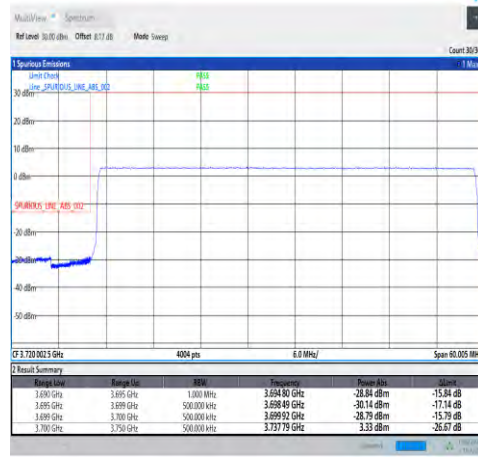 MultiView Spectrum
Ref Level 30.00 dBm Offset 8.17 dB Mode Sweep
Count 30/3
1 Spurious Emissions 1 Max
Limit Check PASS
Line _SPURIOUS_LINE_ABS_002 PASS
30 dBm
20 dBm
10 dBm
0 dBm
SPURIOUS_LINE_ABS_002
-20 dBm
-30 dBm
-40 dBm
-50 dBm
CF 3.720 002 5 GHz 4004 pts 6.0 MHz/ Span 60.005 MH
2 Result Summary
Range Low Range Up RBW Frequency Power Abs ΔLimit
3.690 GHz 3.695 GHz 1.000 MHz 3.694 80 GHz -28.84 dBm -15.84 dB
3.695 GHz 3.699 GHz 500.000 kHz 3.698 49 GHz -30.14 dBm -17.14 dB
3.699 GHz 3.700 GHz 500.000 kHz 3.699 92 GHz -28.79 dBm -15.79 dB
3.700 GHz 3.750 GHz 500.000 kHz 3.737 79 GHz 3.33 dBm -26.67 dB